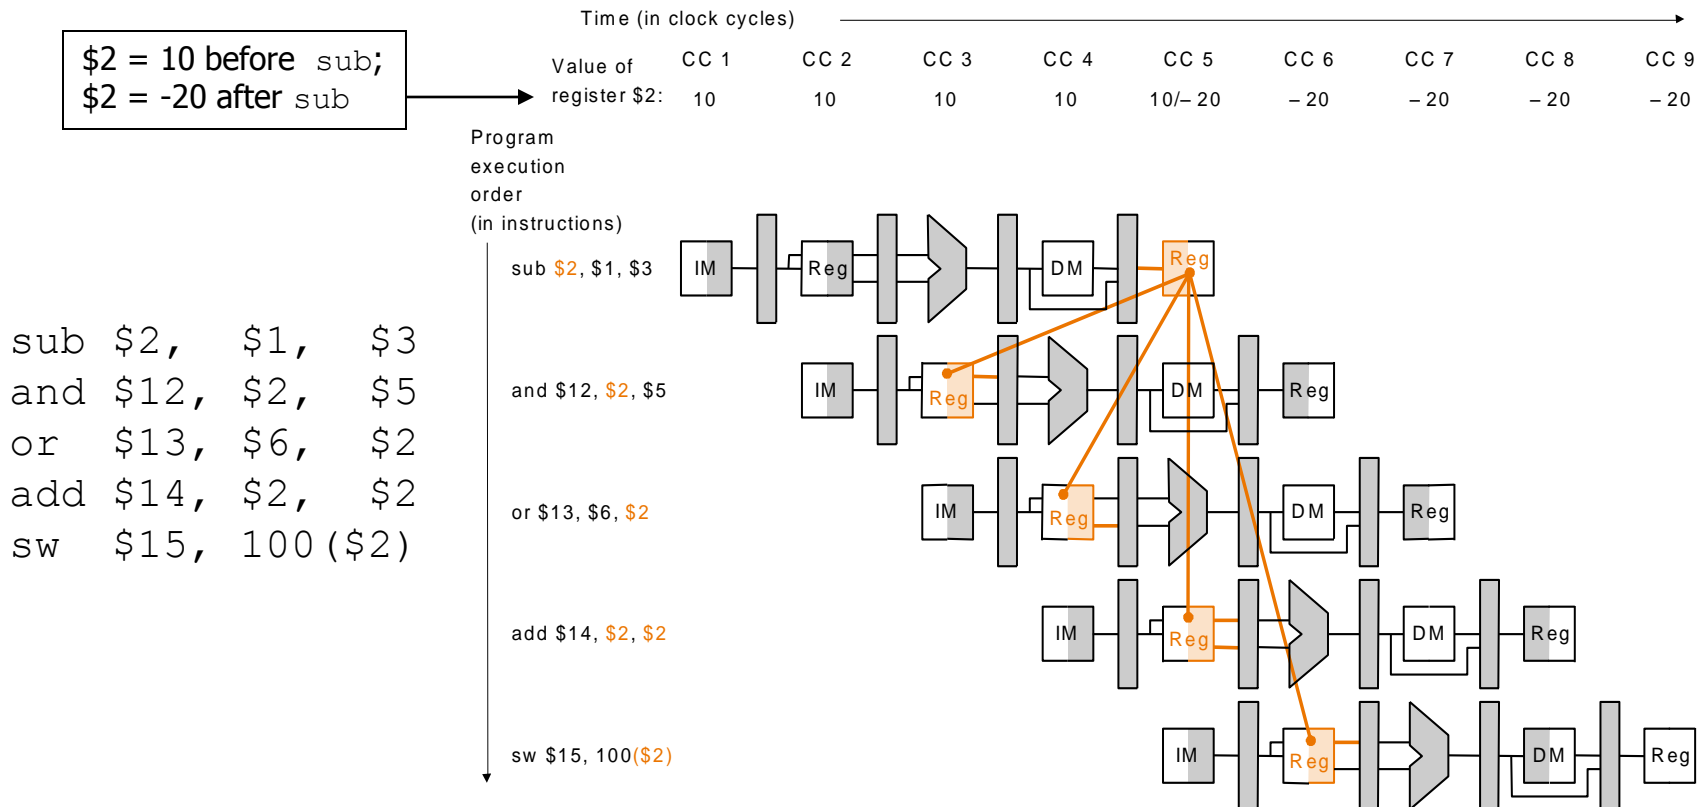 Time (in clock cycles)
$2 = 10 before sub;
$2 = -20 after sub
Value of register $2:
CC 1 CC 2 CC 3 CC 4 CC 5 CC 6 CC 7 CC 8 CC 9
10 10 10 10 10/– 20 – 20 – 20 – 20 – 20
Program
execution
order
(in instructions)
sub $2, $1, $3
IM Reg DM Reg
and $12, $2, $5
IM Reg DM Reg
or $13, $6, $2
IM Reg DM Reg
add $14, $2, $2
IM Reg DM Reg
sw $15, 100($2)
IM Reg DM Reg
sub $2, $1, $3
and $12, $2, $5
or $13, $6, $2
add $14, $2, $2
sw $15, 100($2)